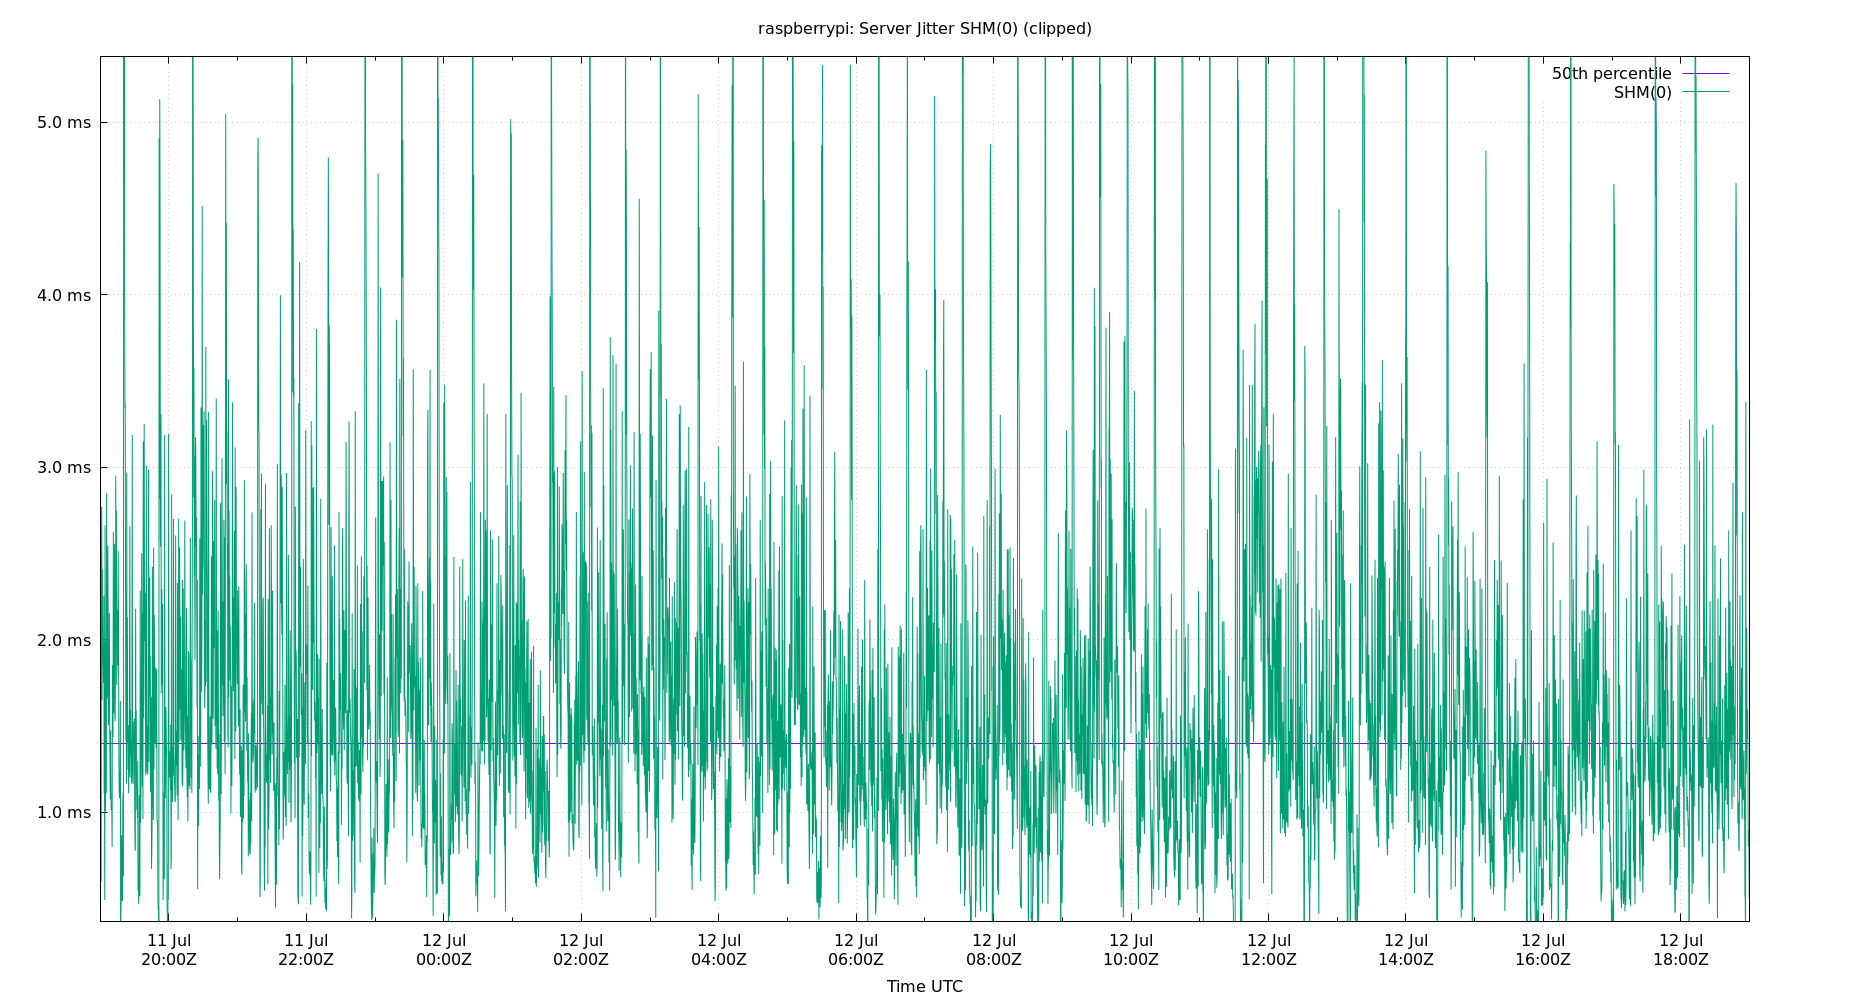 raspberrypi: Server Jitter SHM(0) (clipped)
50th percentile
SHM(0)
5.0 ms
4.0 ms
3.0 ms
2.0 ms
1.0 ms
11 Jul 11 Jul 12 Jul 12 Jul 12 Jul 12 Jul 12 Jul 12 Jul 12 Jul 12 Jul 12 Jul 12 Jul
20:00Z 22:00Z 00:00Z 02:00Z 04:00Z 06:00Z 08:00Z 10:00Z 12:00Z 14:00Z 16:00Z 18:00Z
Time UTC